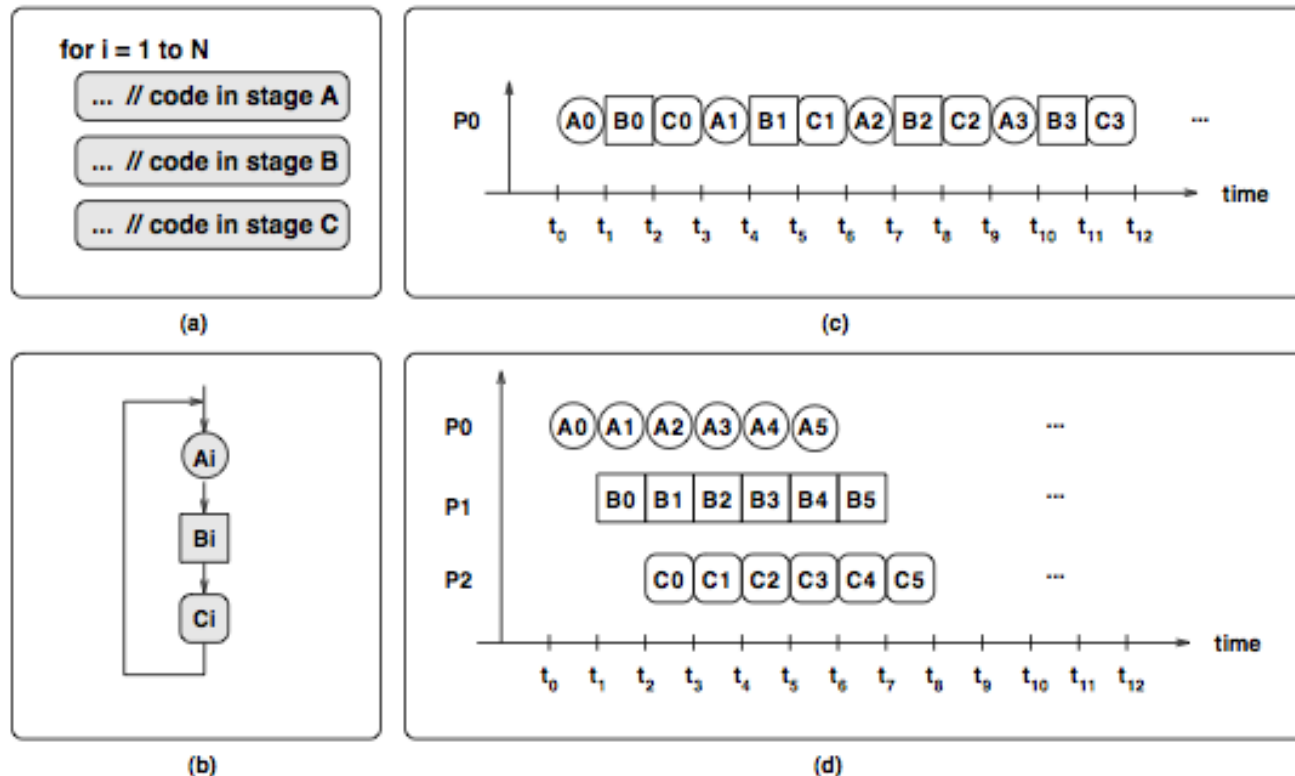 for i = 1 to N
... // code in stage A
... // code in stage B
... // code in stage C
(a)
P0
A0 B0 C0 A1 B1 C1 A2 B2 C2 A3 B3 C3 ...
time
t0 t1 t2 t3 t4 t5 t6 t7 t8 t9 t10 t11 t12
(c)
Ai
Bi
Ci
(b)
P0 A0 A1 A2 A3 A4 A5 ...
P1 B0 B1 B2 B3 B4 B5 ...
P2 C0 C1 C2 C3 C4 C5 ...
time
t0 t1 t2 t3 t4 t5 t6 t7 t8 t9 t10 t11 t12
(d)